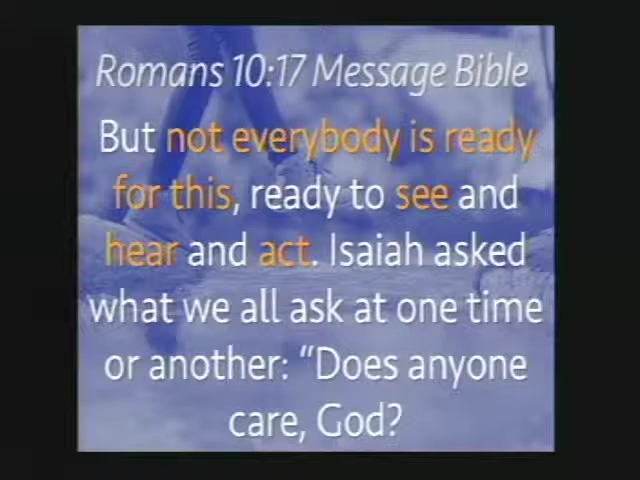 Romans 10:17 Message Bible
But not everybody is ready
for this, ready to see and
hear and act. Isaiah asked
what we all ask at one time
or another: “Does anyone
care, God?